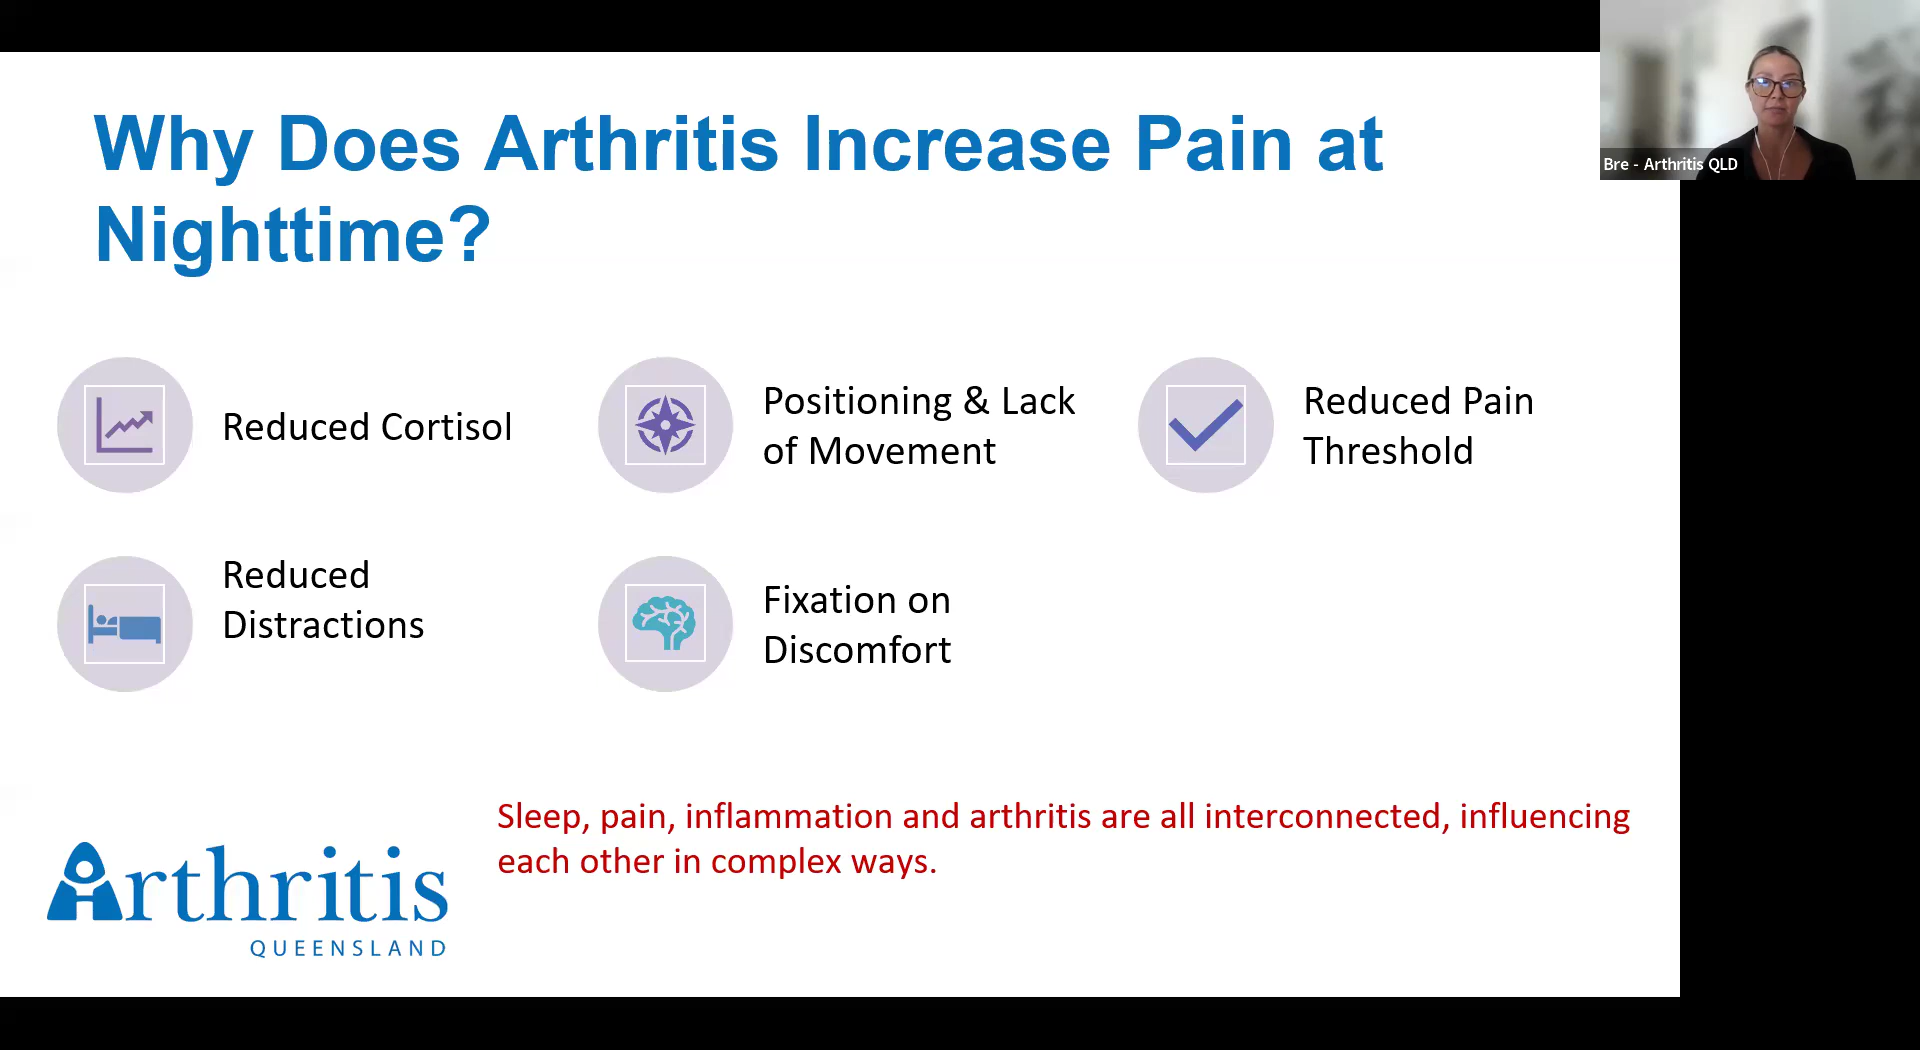 Why Does Arthritis Increase Pain at
Nighttime?
Bre - Arthritis QLD
Reduced Cortisol
Positioning & Lack
of Movement
Reduced Pain
Threshold
Reduced
Distractions
Fixation on
Discomfort
Sleep, pain, inflammation and arthritis are all interconnected, influencing
each other in complex ways.
Arthritis
QUEENSLAND